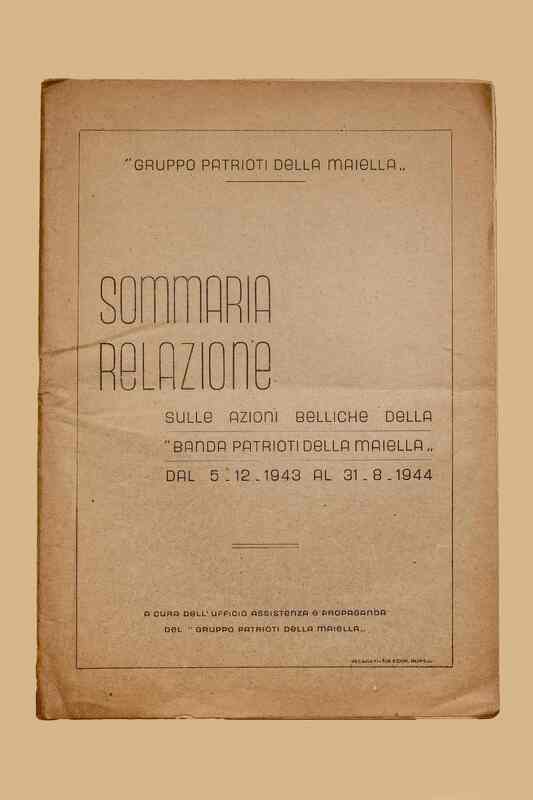 "GRUPPO PATRIOTI DELLA MAIELLA„
SOMMARIA
RELAZIONE
SULLE AZIONI BELLICHE DELLA
"BANDA PATRIOTI DELLA MAIELLA„
DAL 5-12-1943 AL 31-8-1944
A CURA DELL'UFFICIO ASSISTENZA E PROPAGANDA
DEL "GRUPPO PATRIOTI DELLA MAIELLA„